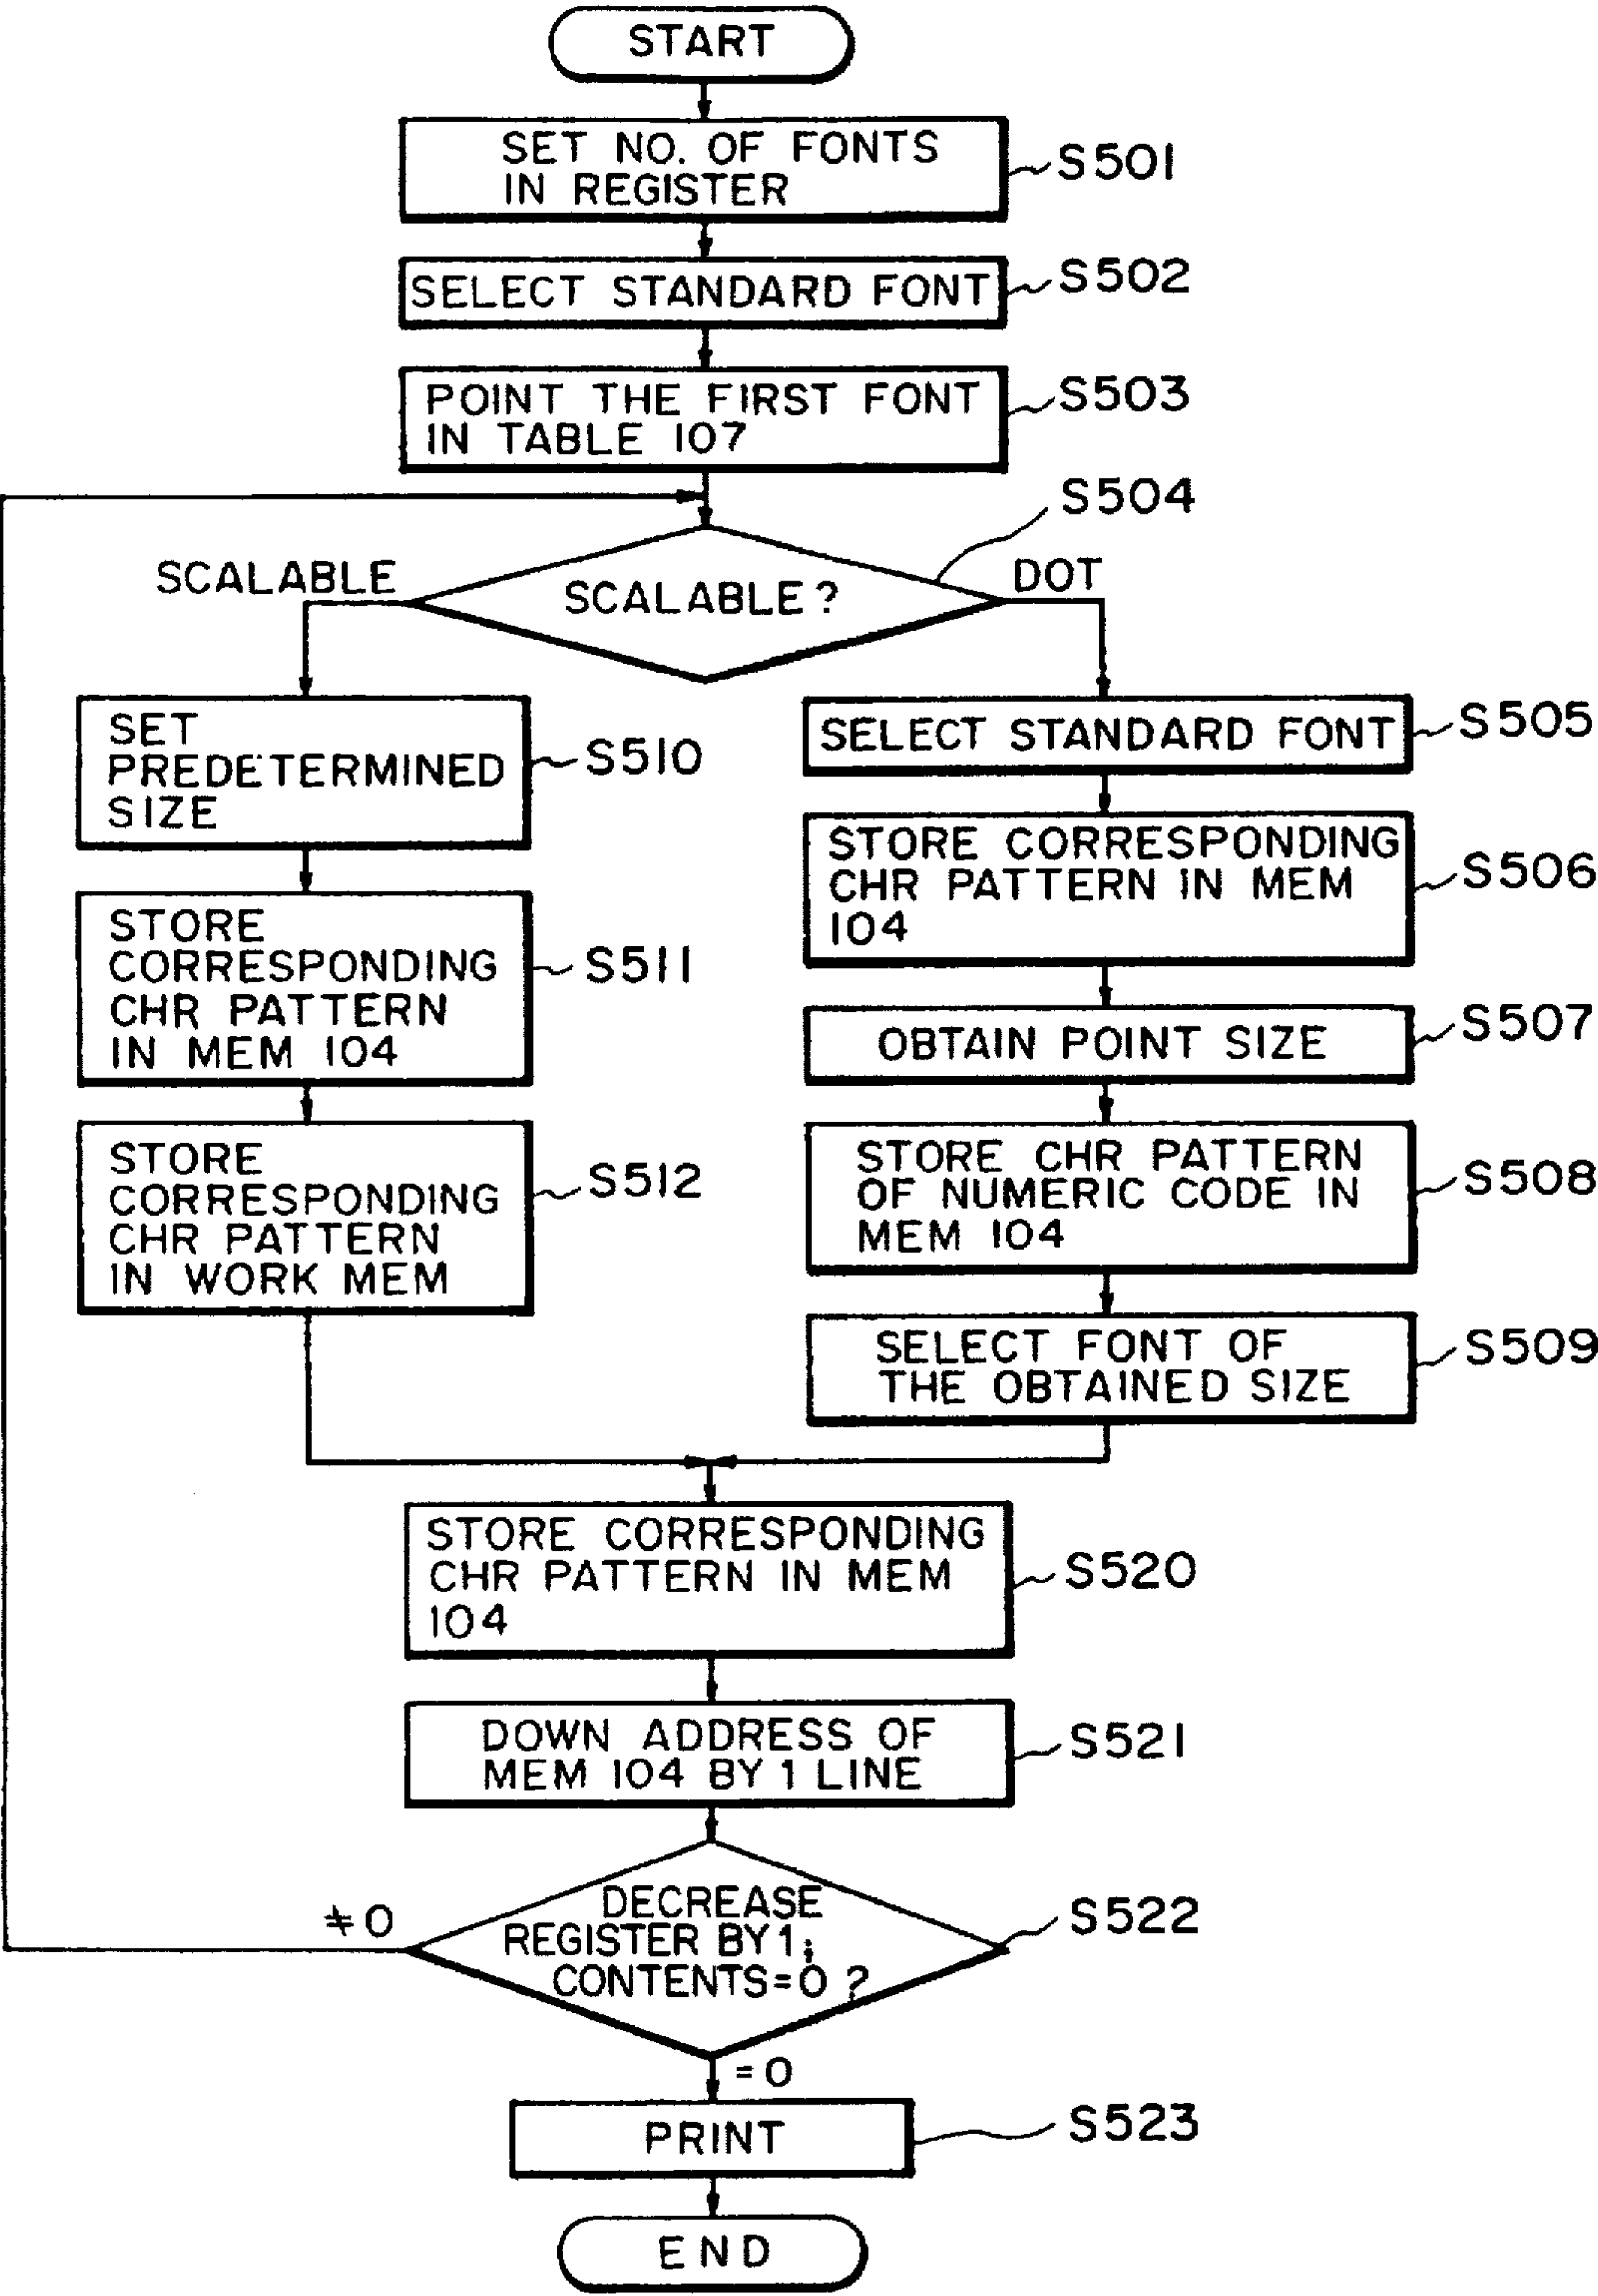 START
SET NO. OF FONTS
IN REGISTER
S501
SELECT STANDARD FONT
S502
POINT THE FIRST FONT
IN TABLE 107
S503
S504
SCALABLE
SCALABLE?
DOT
SET
PREDETERMINED
SIZE
S510
STORE
CORRESPONDING
CHR PATTERN
IN MEM 104
S511
STORE
CORRESPONDING
CHR PATTERN
IN WORK MEM
S512
SELECT STANDARD FONT
S505
STORE CORRESPONDING
CHR PATTERN IN MEM
104
S506
OBTAIN POINT SIZE
S507
STORE CHR PATTERN
OF NUMERIC CODE IN
MEM 104
S508
SELECT FONT OF
THE OBTAINED SIZE
S509
STORE CORRESPONDING
CHR PATTERN IN MEM
104
S520
DOWN ADDRESS OF
MEM 104 BY 1 LINE
S521
DECREASE
REGISTER BY 1;
CONTENTS=0 ?
S522
≠0
=0
PRINT
S523
END